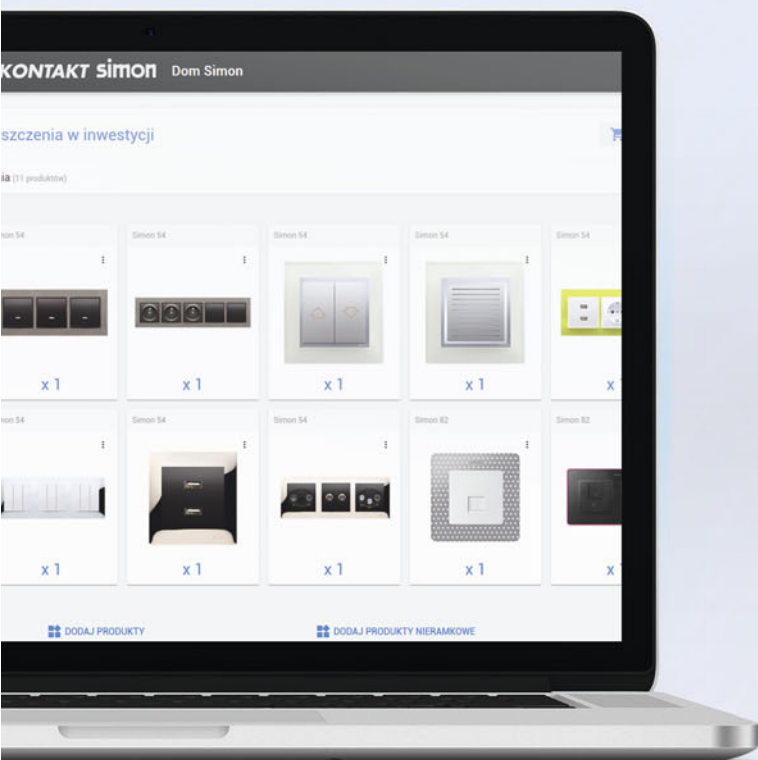 KONTAKT simon Dom Simon
szczenia w inwestycji
ia (11 produktów)
Simon 54 Simon 54 Simon 54 Simon 54
x 1 x 1 x 1 x 1 x
Simon 54 Simon 54 Simon 82 Simon 82
x 1 x 1 x 1 x 1 x
DODAJ PRODUKTY DODAJ PRODUKTY NIERAMKOWE